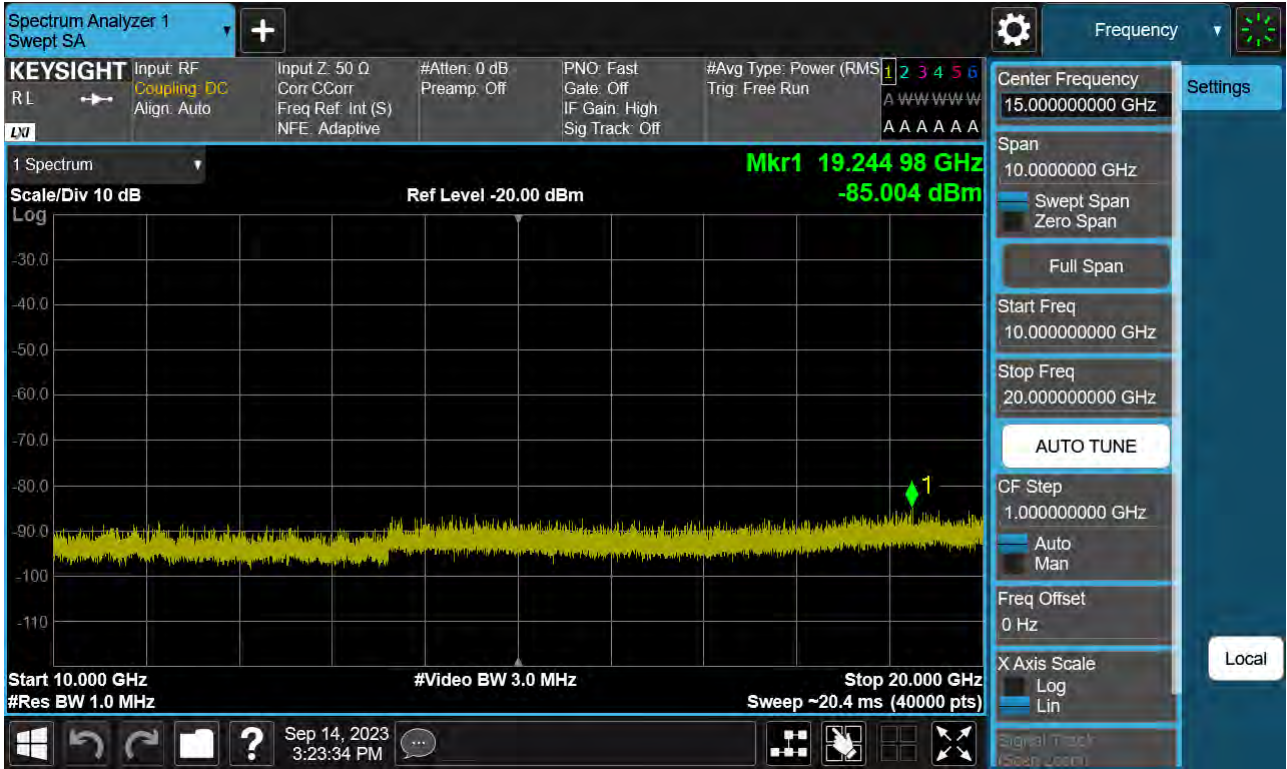 Spectrum Analyzer 1
Swept SA
Frequency
KEYSIGHT
R L
LXI
Input: RF
Coupling: DC
Align: Auto
Input Z: 50 Ω
Corr CCorr
Freq Ref: Int (S)
NFE: Adaptive
#Atten: 0 dB
Preamp: Off
PNO: Fast
Gate: Off
IF Gain: High
Sig Track: Off
#Avg Type: Power (RMS
Trig: Free Run
1 2 3 4 5 6
A W W W W W
A A A A A A
1 Spectrum
Mkr1 19.244 98 GHz
Scale/Div 10 dB
Ref Level -20.00 dBm
-85.004 dBm
Log
-30.0
-40.0
-50.0
-60.0
-70.0
-80.0
1
-90.0
-100
-110
Start 10.000 GHz
#Video BW 3.0 MHz
Stop 20.000 GHz
#Res BW 1.0 MHz
Sweep ~20.4 ms (40000 pts)
Center Frequency
15.000000000 GHz
Span
10.0000000 GHz
Swept Span
Zero Span
Full Span
Start Freq
10.000000000 GHz
Stop Freq
20.000000000 GHz
AUTO TUNE
CF Step
1.000000000 GHz
Auto
Man
Freq Offset
0 Hz
X Axis Scale
Log
Lin
Signal Track
(Span Zoom)
Settings
Local
?
Sep 14, 2023
3:23:34 PM